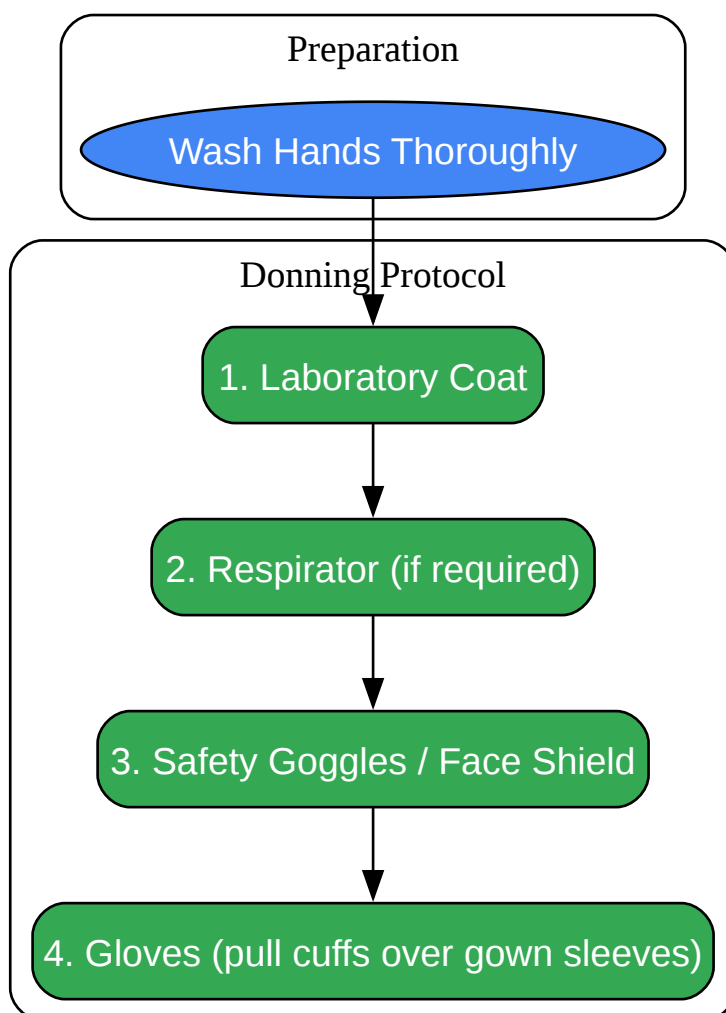 Preparation
Wash Hands Thoroughly
Donning Protocol
1. Laboratory Coat
2. Respirator (if required)
3. Safety Goggles / Face Shield
4. Gloves (pull cuffs over gown sleeves)